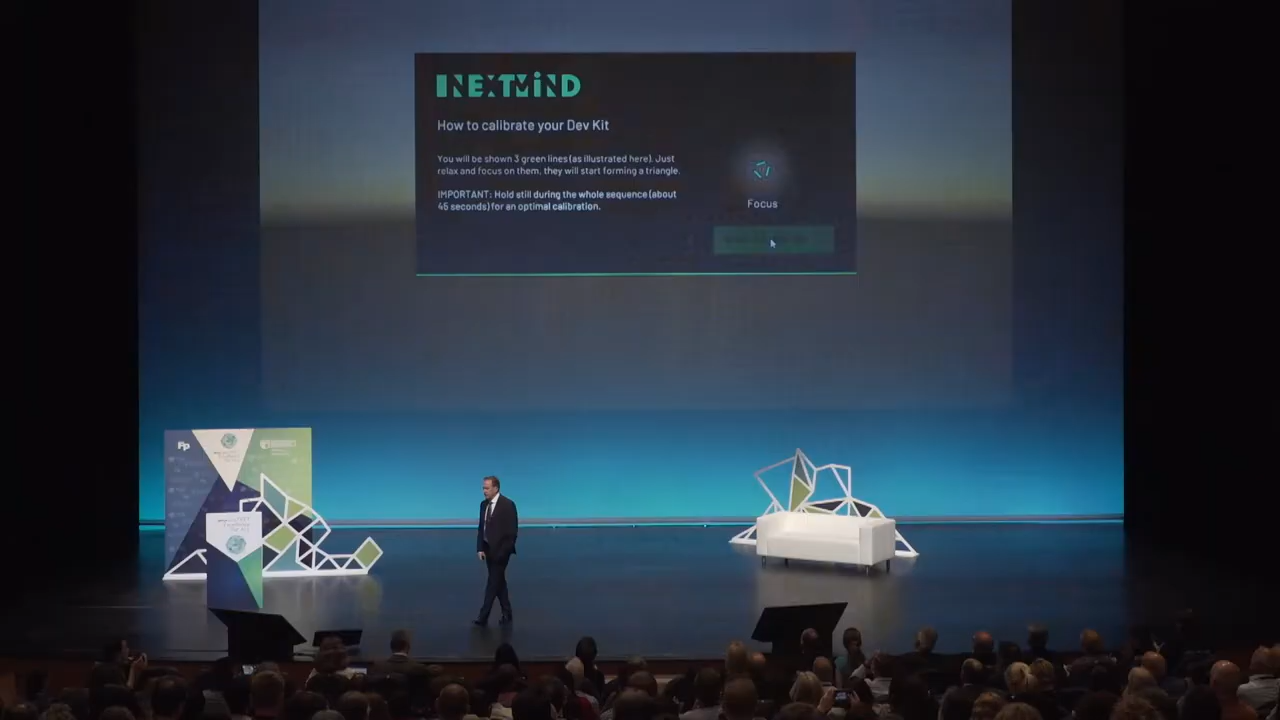 NEXTMIND
How to calibrate your Dev Kit
You will be shown 3 green lines (as illustrated here). Just
relax and focus on them, they will start forming a triangle.
IMPORTANT: Hold still during the whole sequence (about
45 seconds) for an optimal calibration.
Focus
Fp